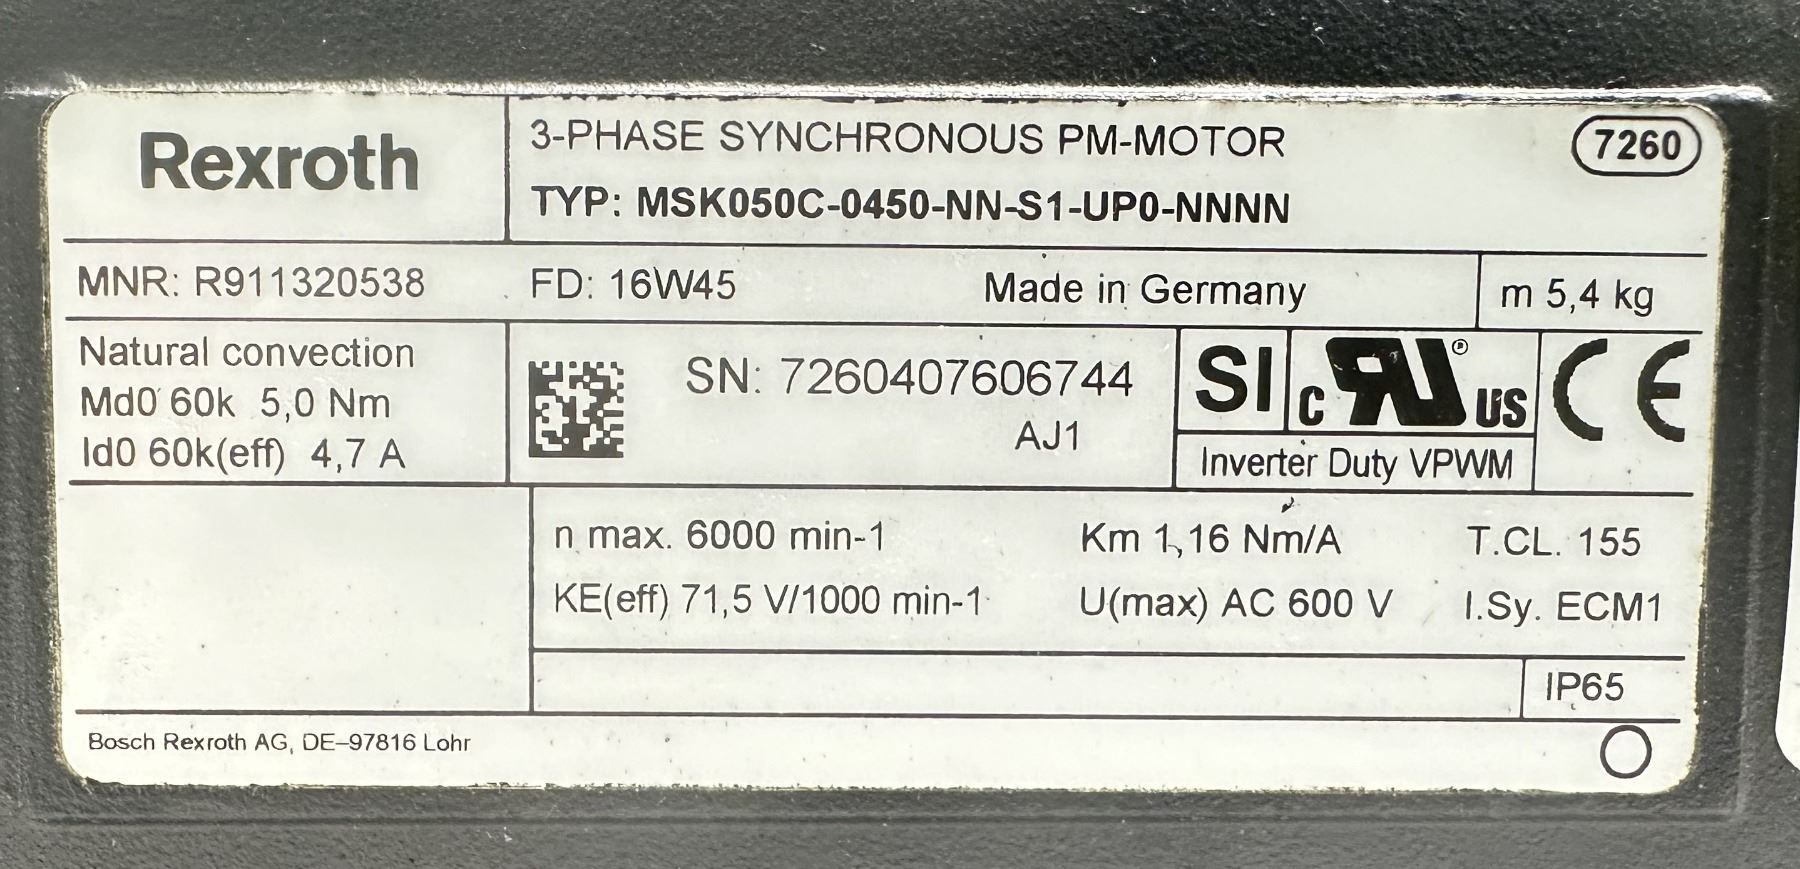 Rexroth
3-PHASE SYNCHRONOUS PM-MOTOR
7260
TYP: MSK050C-0450-NN-S1-UP0-NNNN
MNR: R911320538
FD: 16W45
Made in Germany
m 5,4 kg
Natural convection
Md0 60k 5,0 Nm
Id0 60k(eff) 4,7 A
SN: 7260407606744
AJ1
SI
c RU ® US
CE
Inverter Duty VPWM
n max. 6000 min-1
Km 1,16 Nm/A
T.CL. 155
KE(eff) 71,5 V/1000 min-1
U(max) AC 600 V
I.Sy. ECM1
IP65
Bosch Rexroth AG, DE–97816 Lohr